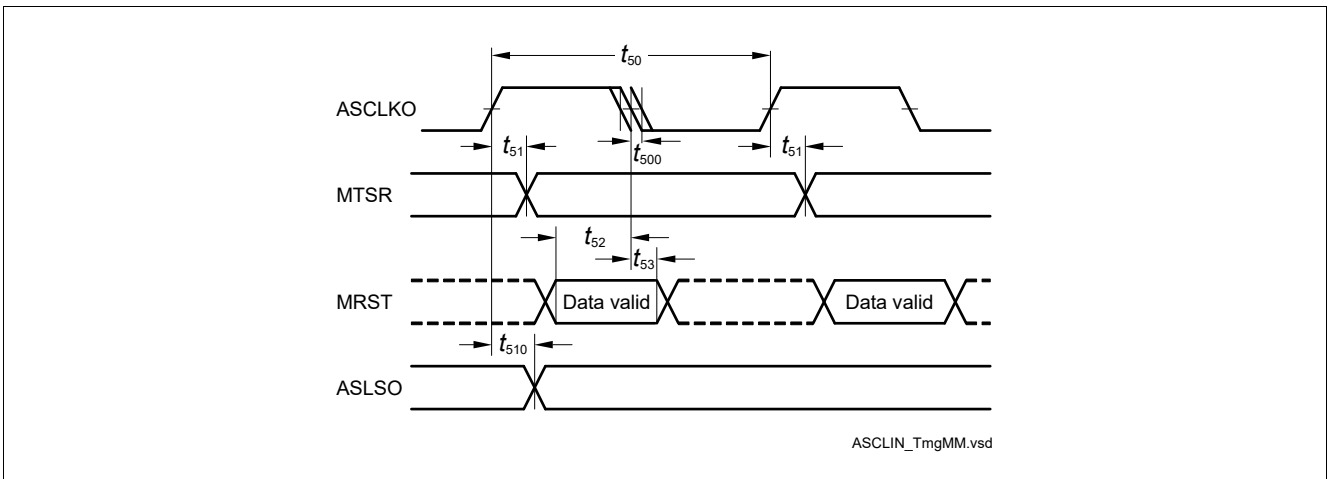 t50
ASCLKO
t51
t500
t51
MTSR
t52
t53
MRST
Data valid
Data valid
t510
ASLSO
ASCLIN_TmgMM.vsd